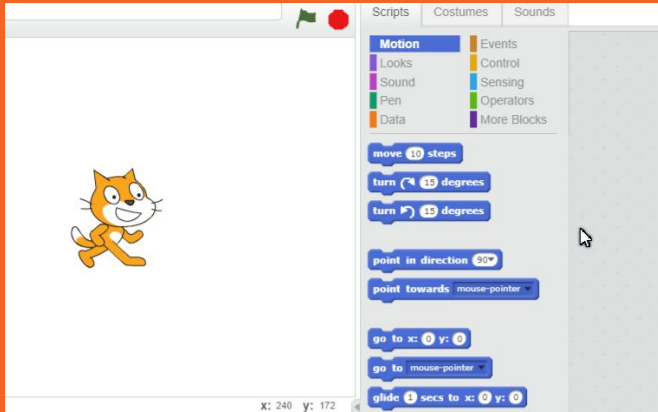 Scripts Costumes Sounds
Motion Events
Looks Control
Sound Sensing
Pen Operators
Data More Blocks
move 10 steps
turn 15 degrees
turn 15 degrees
point in direction 90
point towards mouse-pointer
go to x: 0 y: 0
go to mouse-pointer
glide 1 secs to x: 0 y: 0
x: 240 y: 172